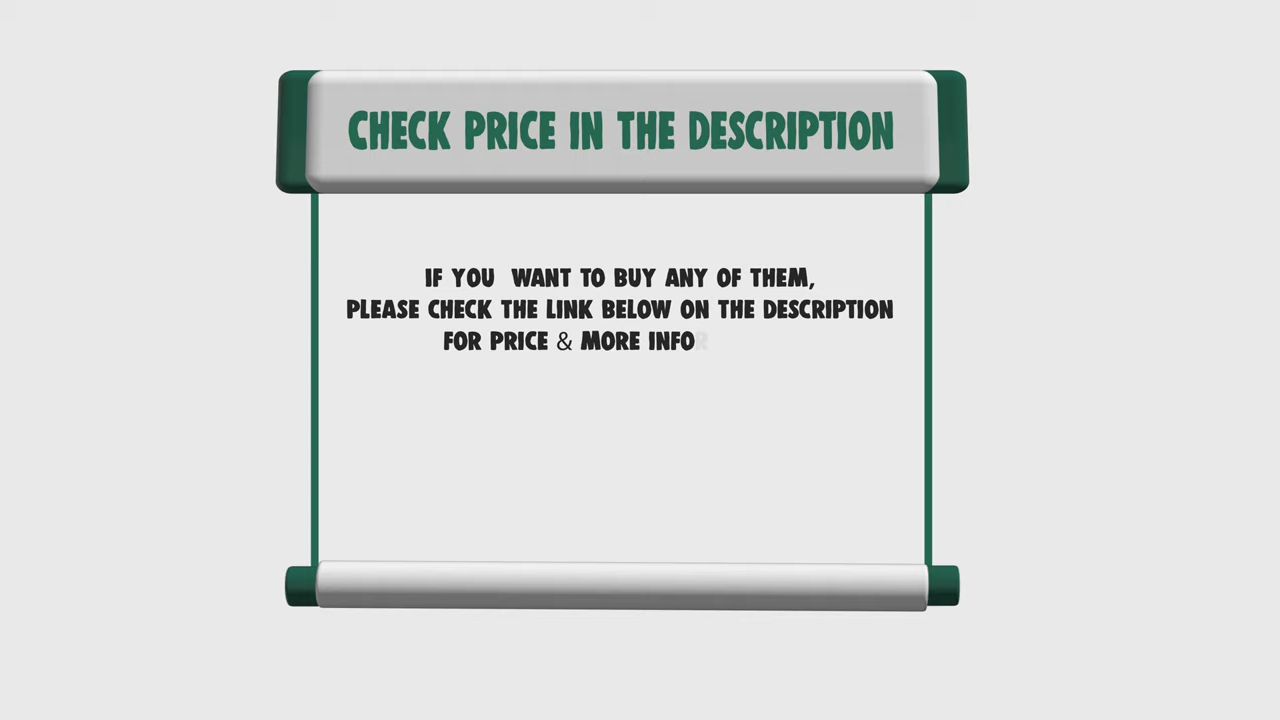 CHECK PRICE IN THE DESCRIPTION
IF YOU WANT TO BUY ANY OF THEM,
PLEASE CHECK THE LINK BELOW ON THE DESCRIPTION
FOR PRICE & MORE INFOR